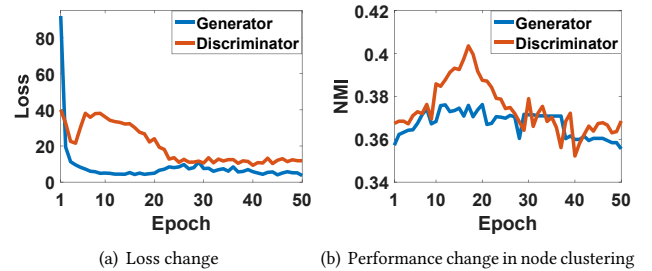 Generator
Discriminator
80
60
40
20
0
Loss
1
10
20
30
40
50
Epoch
(a) Loss change
Generator
Discriminator
0.42
0.4
0.38
0.36
0.34
NMI
1
10
20
30
40
50
Epoch
(b) Performance change in node clustering